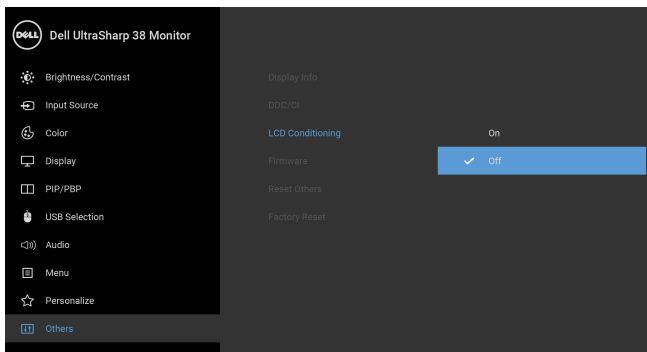 DELL Dell UltraSharp 38 Monitor
Brightness/Contrast
Input Source
Color
Display
PIP/PBP
USB Selection
Audio
Menu
Personalize
Others
Display Info
DDC/CI
LCD Conditioning
Firmware
Reset Others
Factory Reset
On
Off